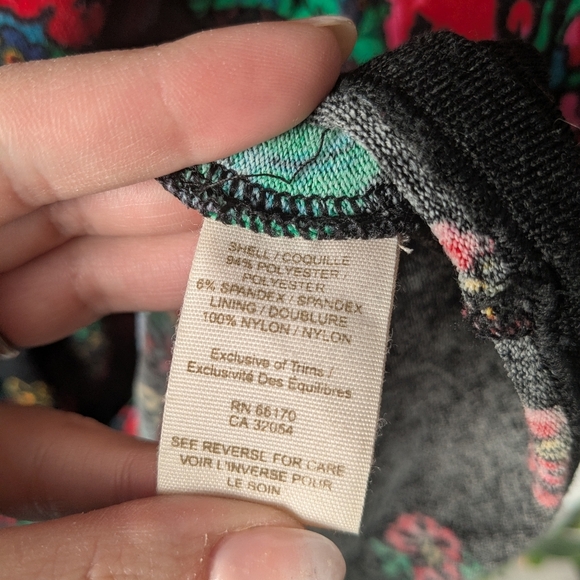 SHELL / COQUILLE
94% POLYESTER /
POLYESTER
6% SPANDEX / SPANDEX
LINING / DOUBLURE
100% NYLON / NYLON
Exclusive of Trims /
Exclusivité Des Équilibres
RN 66170
CA 32054
SEE REVERSE FOR CARE
VOIR L'INVERSE POUR
LE SOIN